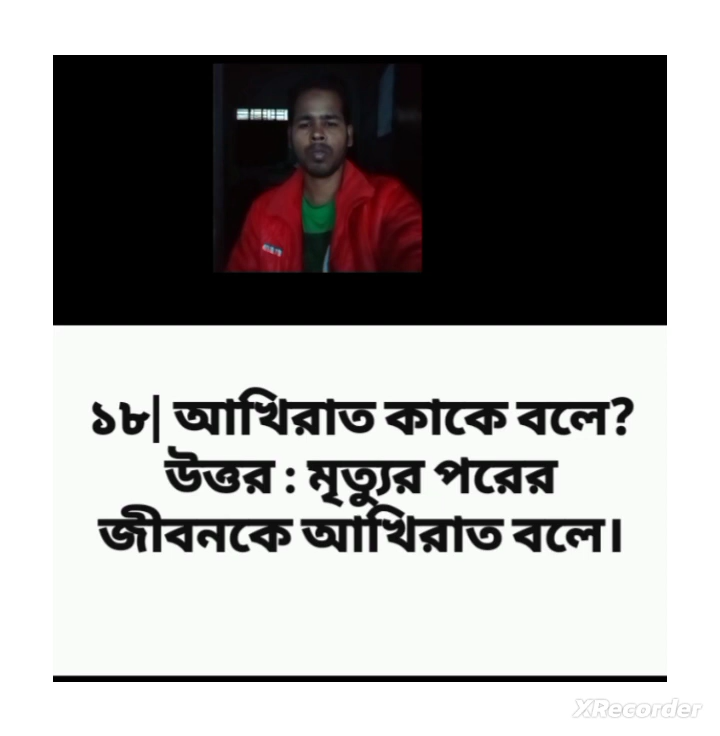 ১৮| আখিরাত কাকে বলে?
উত্তর : মৃত্যুর পরের
জীবনকে আখিরাত বলে।
XRecorder